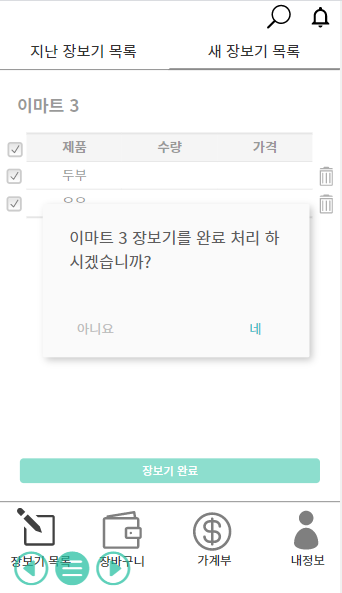 지난 장보기 목록
새 장보기 목록
이마트 3
제품 수량 가격
두부
이마트 3 장보기를 완료 처리 하
시겠습니까?
아니요 네
장보기 완료
장보기 목록 장바구니 가계부 내정보